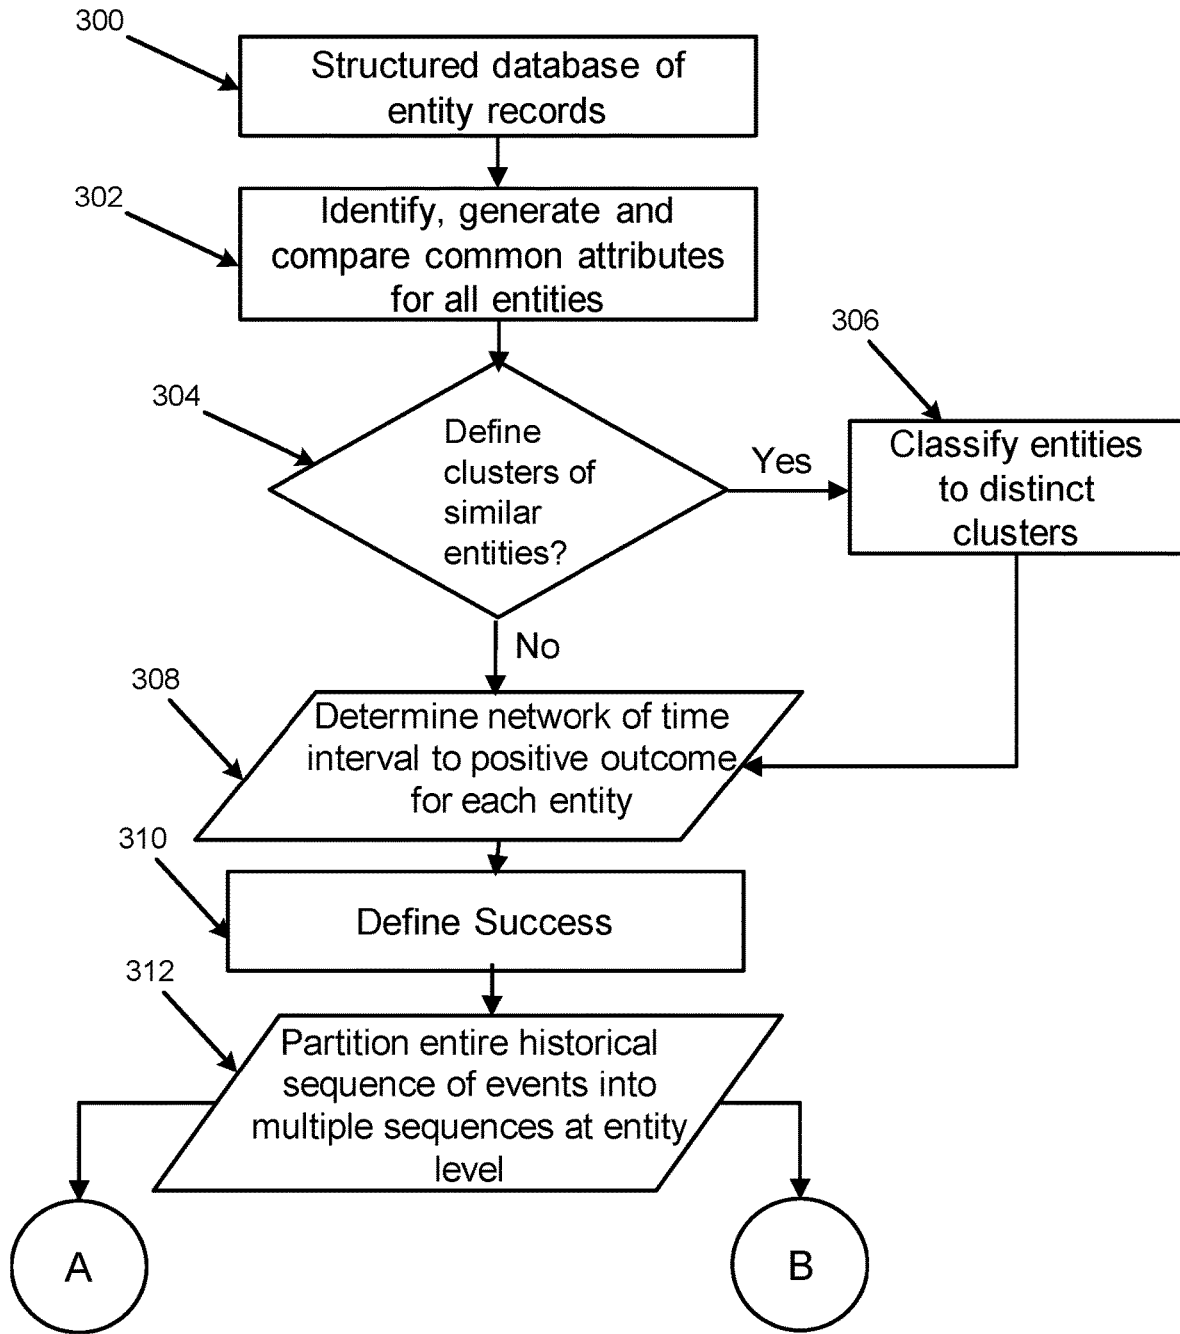 300
Structured database of
entity records
302
Identify, generate and
compare common attributes
for all entities
304
Define
clusters of
similar
entities?
Yes
306
Classify entities
to distinct
clusters
No
308
Determine network of time
interval to positive outcome
for each entity
310
Define Success
312
Partition entire historical
sequence of events into
multiple sequences at entity
level
A
B